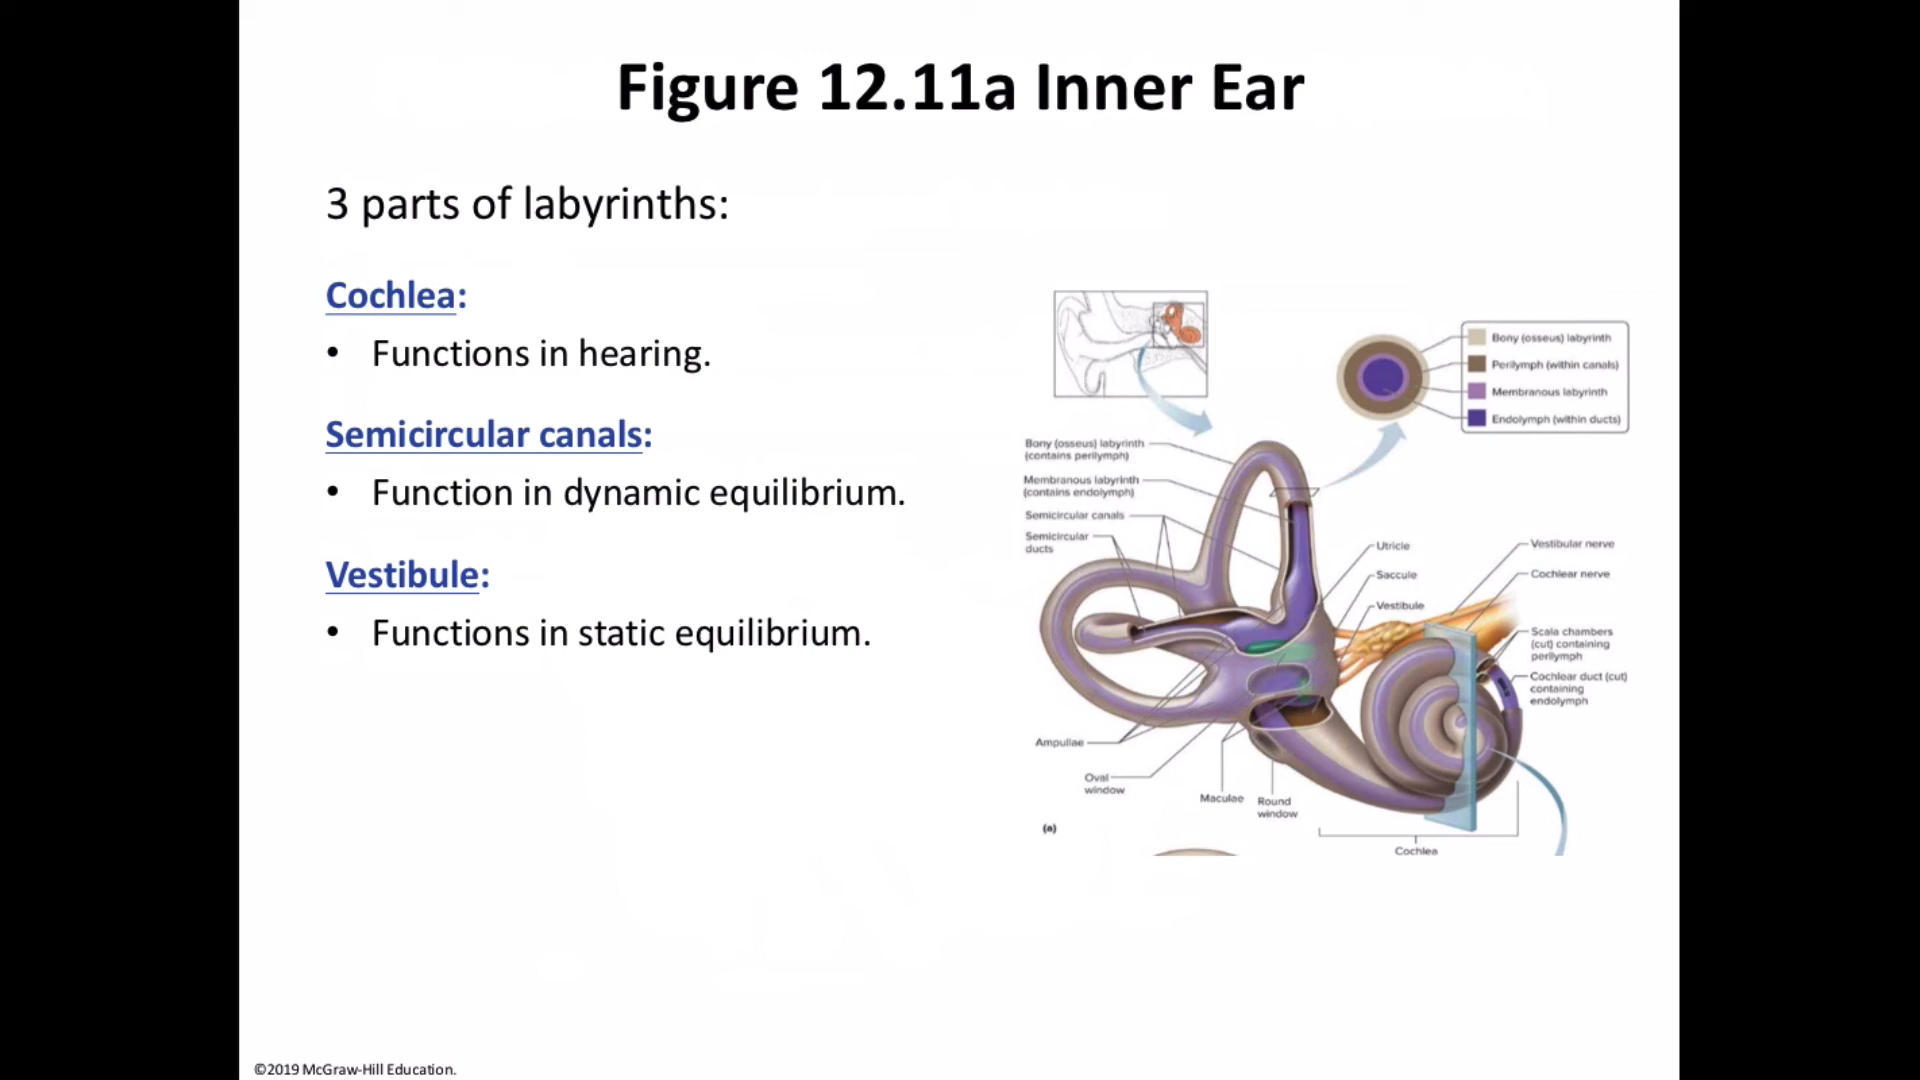 Figure 12.11a Inner Ear
3 parts of labyrinths:
Cochlea:
• Functions in hearing.
Semicircular canals:
• Function in dynamic equilibrium.
Vestibule:
• Functions in static equilibrium.
Bony (osseus) labyrinth
Perilymph (within canals)
Membranous labyrinth
Endolymph (within ducts)
Bony (osseus) labyrinth
(contains perilymph)
Membranous labyrinth
(contains endolymph)
Semicircular canals
Semicircular
ducts
Utricle
Saccule
Vestibule
Vestibular nerve
Cochlear nerve
Scala chambers
(cut) containing
perilymph
Cochlear duct (cut)
containing
endolymph
Ampullae
Oval
window
Maculae
Round
window
Cochlea
(a)
©2019 McGraw-Hill Education.